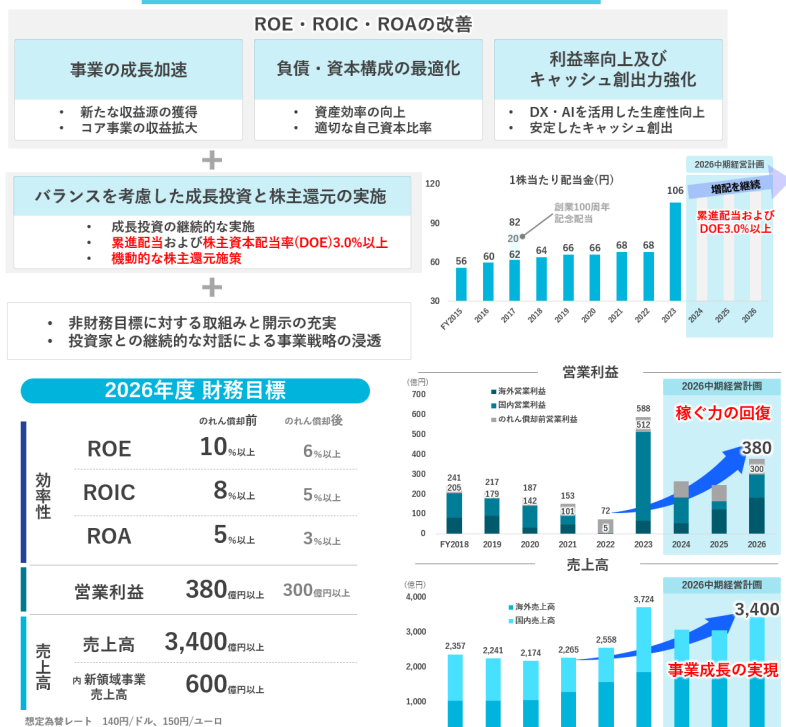 ROE・ROIC・ROAの改善
事業の成長加速
• 新たな収益源の獲得
• コア事業の収益拡大
負債・資本構成の最適化
• 資産効率の向上
• 適切な自己資本比率
利益率向上及び
キャッシュ創出力強化
• DX・AIを活用した生産性向上
• 安定したキャッシュ創出
+
バランスを考慮した成長投資と株主還元の実施
• 成長投資の継続的な実施
• 累進配当および株主資本配当率(DOE)3.0%以上
• 機動的な株主還元施策
+
• 非財務目標に対する取組みと開示の充実
• 投資家との継続的な対話による事業戦略の浸透
1株当たり配当金(円)
2026中期経営計画
増配を継続
累進配当および
DOE3.0%以上
創業100周年
記念配当
120
90
60
30
56
60
82
20
62
64
66
66
68
68
106
FY2015
2016
2017
2018
2019
2020
2021
2022
2023
2024
2025
2026
2026年度 財務目標
のれん償却前 のれん償却後
効率性
ROE 10%以上 6%以上
ROIC 8%以上 5%以上
ROA 5%以上 3%以上
営業利益 380億円以上 300億円以上
売上高
売上高 3,400億円以上
内 新領域事業
売上高
600億円以上
想定為替レート 140円/ドル、150円/ユーロ
営業利益
(億円)
700
600
500
400
300
200
100
0
海外営業利益
国内営業利益
のれん償却前営業利益
2026中期経営計画
稼ぐ力の回復
241
205
217
179
187
142
153
101
72
5
588
512
380
300
FY2018
2019
2020
2021
2022
2023
2024
2025
2026
売上高
(億円)
4,000
3,000
2,000
1,000
海外売上高
国内売上高
2026中期経営計画
2,357
2,241
2,174
2,265
2,558
3,724
3,400
事業成長の実現